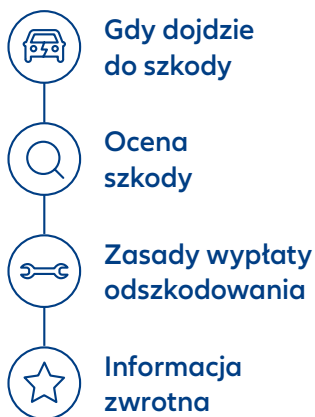 Gdy dojdzie
do szkody
Ocena
szkody
Zasady wypłaty
odszkodowania
Informacja
zwrotna